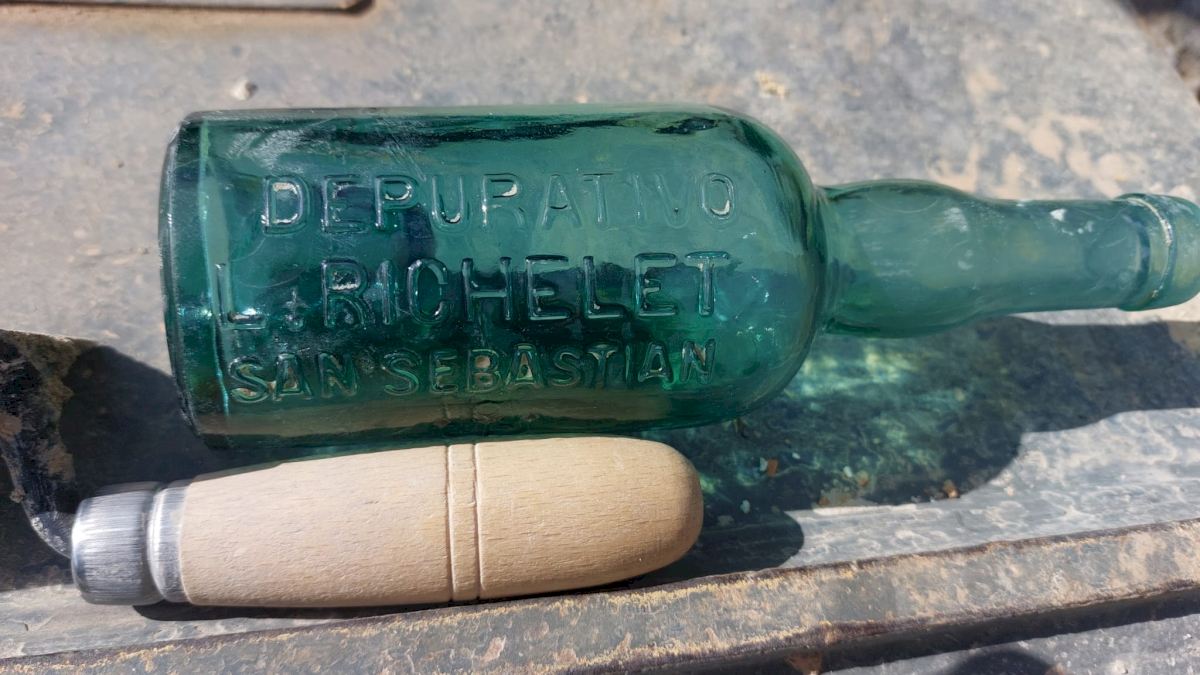 DEPURATIVO
L. RICHELET
SAN SEBASTIAN